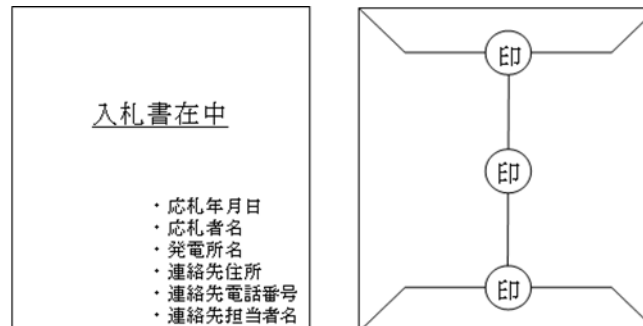 入札書在中
・応札年月日
・応札者名
・発電所名
・連絡先住所
・連絡先電話番号
・連絡先担当者名
印
印
印